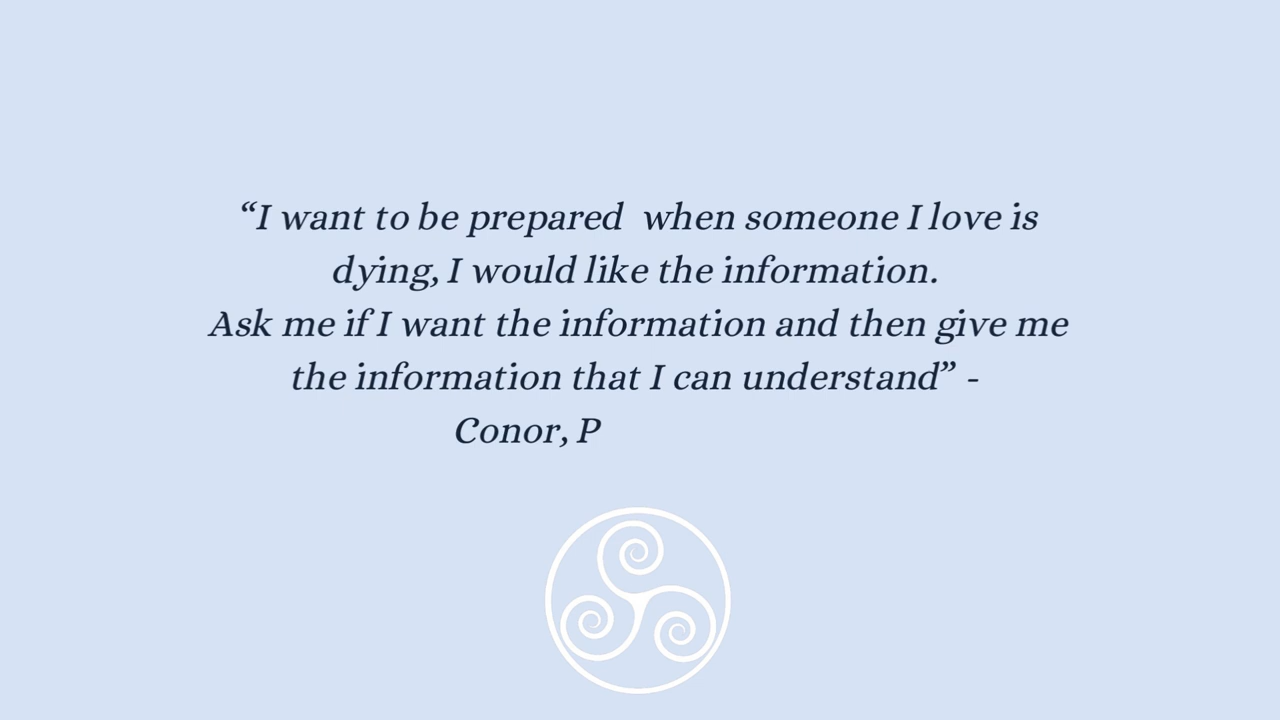 “I want to be prepared  when someone I love is
dying, I would like the information.
Ask me if I want the information and then give me
the information that I can understand” -
Conor, P